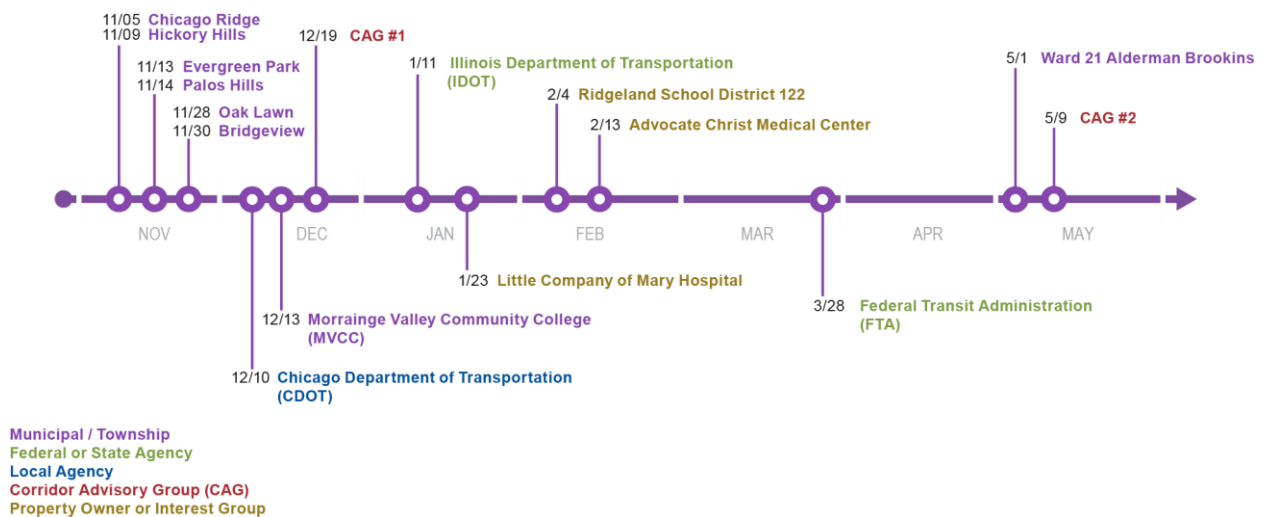 11/05 Chicago Ridge
11/09 Hickory Hills
12/19 CAG #1
11/13 Evergreen Park
11/14 Palos Hills
1/11 Illinois Department of Transportation
(IDOT)
5/1 Ward 21 Alderman Brookins
2/4 Ridgeland School District 122
11/28 Oak Lawn
11/30 Bridgeview
2/13 Advocate Christ Medical Center
5/9 CAG #2
NOV
DEC
JAN
FEB
MAR
APR
MAY
1/23 Little Company of Mary Hospital
3/28 Federal Transit Administration
(FTA)
12/13 Morrainge Valley Community College
(MVCC)
12/10 Chicago Department of Transportation
(CDOT)
Municipal / Township
Federal or State Agency
Local Agency
Corridor Advisory Group (CAG)
Property Owner or Interest Group